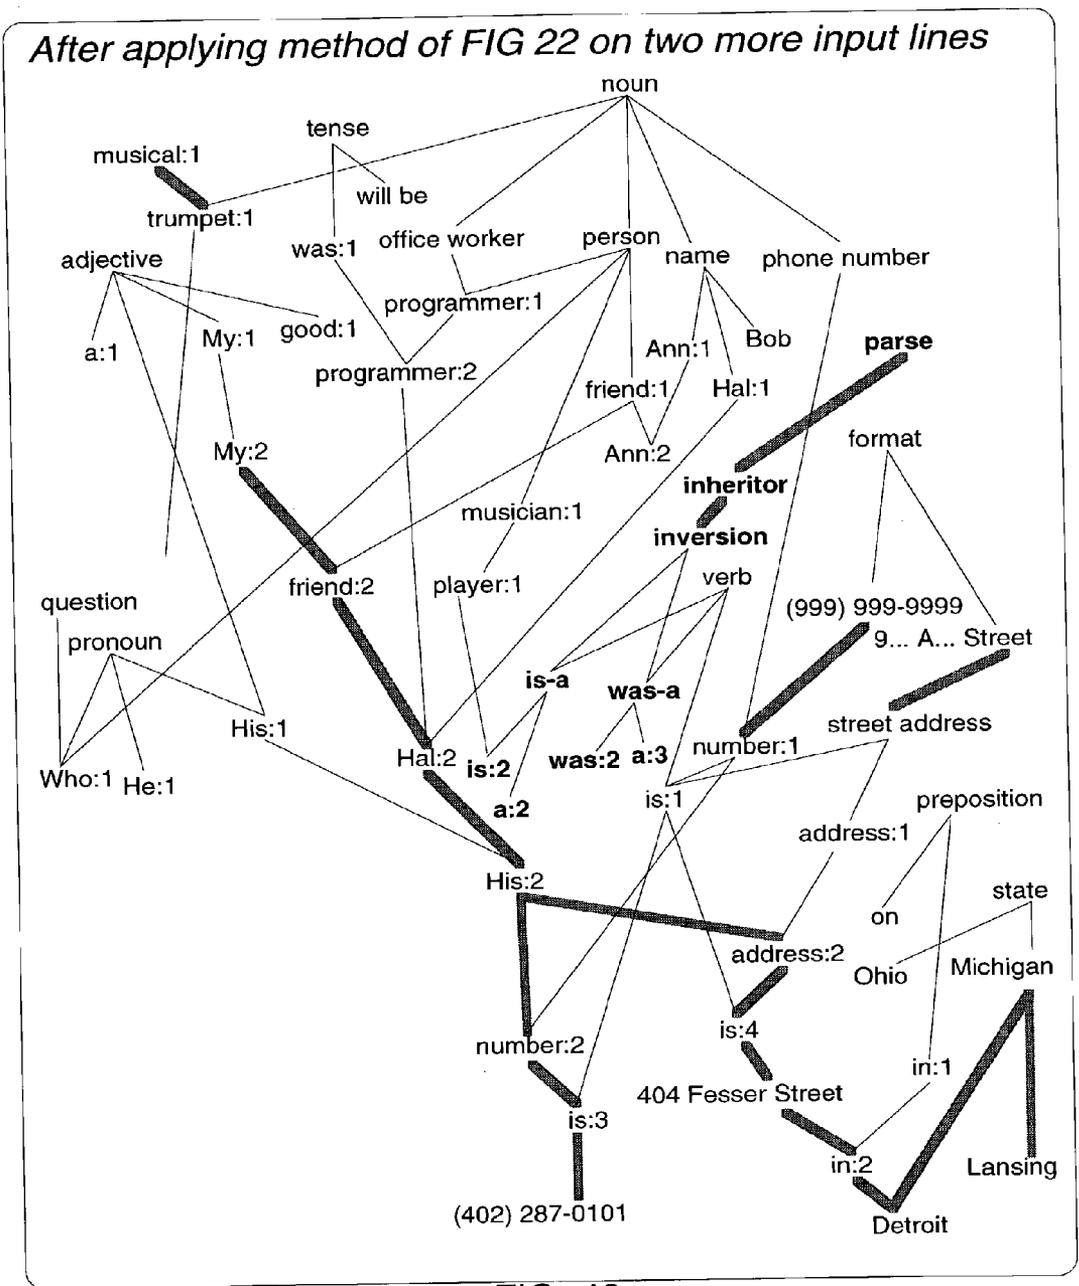 After applying method of FIG 22 on two more input lines
noun
tense
musical:1
will be
trumpet:1
was:1
office worker
person
name
phone number
adjective
programmer:1
a:1
My:1
good:1
Ann:1
Bob
parse
programmer:2
friend:1
Hal:1
format
My:2
Ann:2
inheritor
musician:1
inversion
friend:2
player:1
verb
question
(999) 999-9999
pronoun
9... A... Street
is-a
was-a
street address
His:1
number:1
Hal:2
is:2
was:2
a:3
Who:1
He:1
is:1
preposition
a:2
address:1
His:2
state
on
address:2
Ohio
Michigan
is:4
number:2
in:1
404 Fesser Street
is:3
in:2
Lansing
(402) 287-0101
Detroit